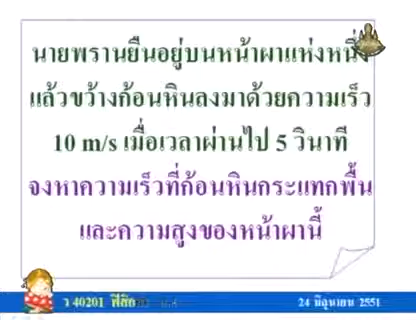 นายพรานยืนอยู่บนหน้าผาแห่งหนึ่ง
แล้วขว้างก้อนหินลงมาด้วยความเร็ว
10 m/s เมื่อเวลาผ่านไป 5 วินาที
จงหาความเร็วที่ก้อนหินกระแทกพื้น
และความสูงของหน้าผานี้
ว 40201 ฟิสิกส์
24 มิถุนายน 2551